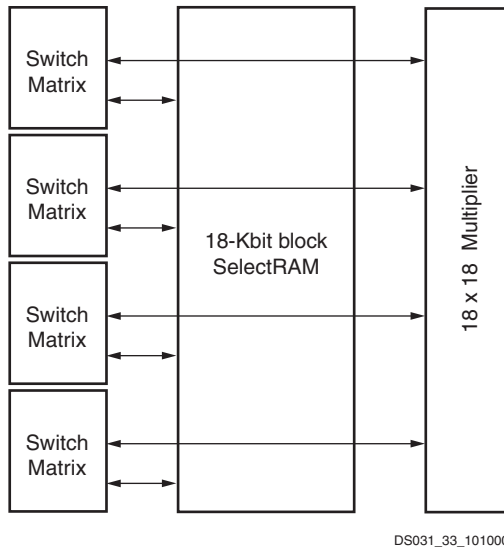 Switch
Matrix
Switch
Matrix
18-Kbit block
SelectRAM
18 x 18 Multiplier
Switch
Matrix
Switch
Matrix
DS031_33_101000